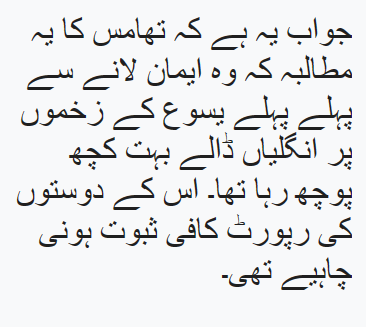 جواب یہ ہے کہ تھامس کا یہ
مطالبہ کہ وہ ایمان لانے سے
پہلے پہلے یسوع کے زخموں
پر انگلیاں ڈالے بہت کچھ
پوچھ رہا تھا۔ اس کے دوستوں
کی رپورٹ کافی ثبوت ہونی
چاہیے تھی۔